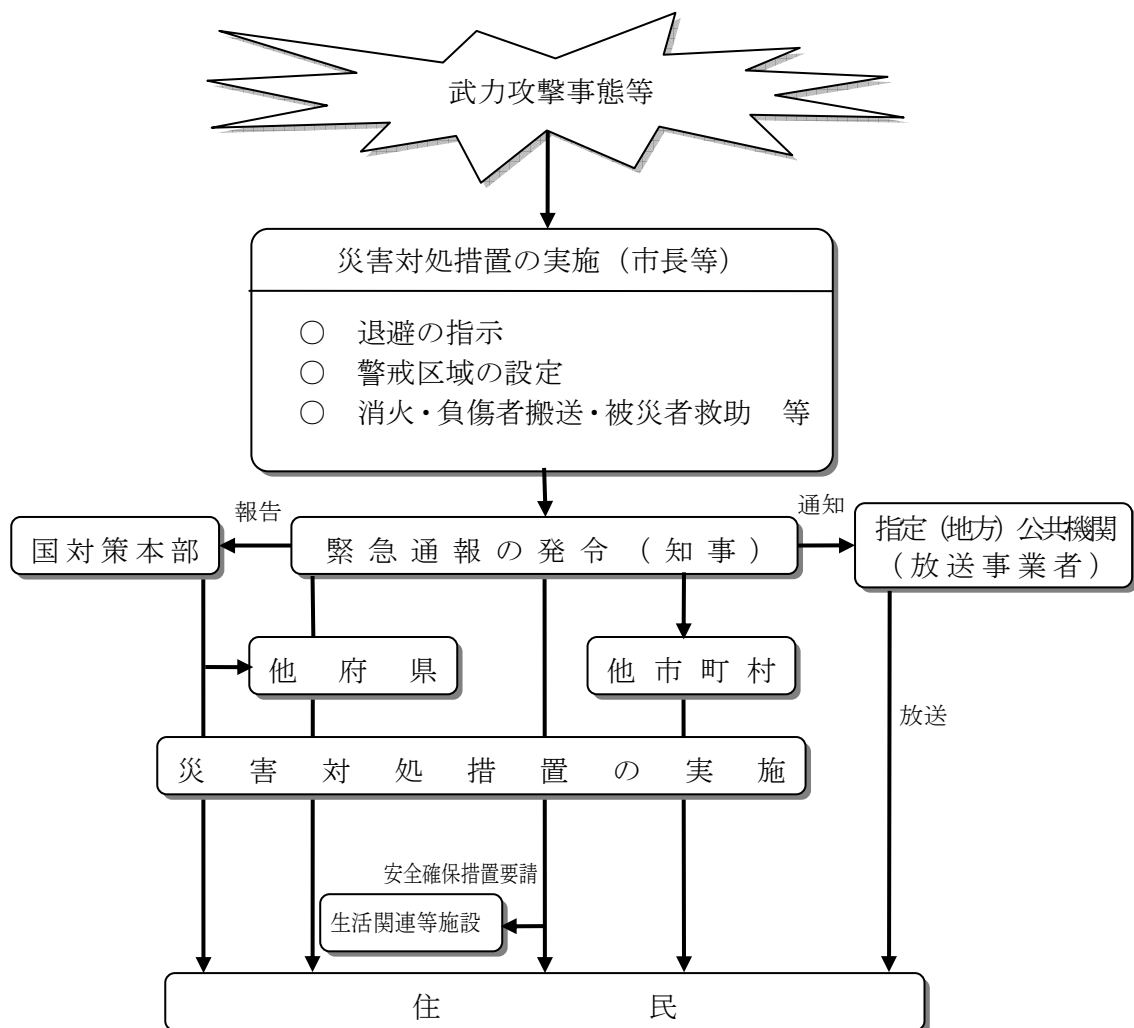 武力攻撃事態等
災害対処措置の実施（市長等）
○　退避の指示
○　警戒区域の設定
○　消火・負傷者搬送・被災者救助　等
報告
通知
国対策本部
緊急通報の発令（知事）
指定（地方）公共機関
（放送事業者）
他府県
他市町村
放送
災害対処措置の実施
安全確保措置要請
生活関連等施設
住民